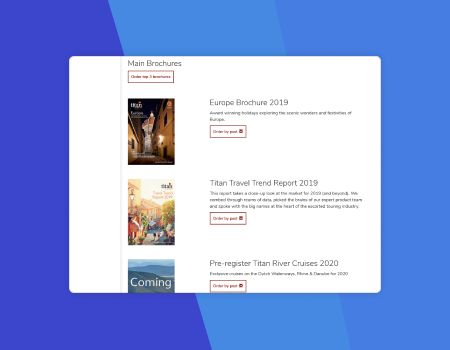 Main Brochures
Order top 3 brochures
titan
Europe
Europe Brochure 2019
Award winning holidays exploring the scenic wonders and festivities of
Europe.
Order by post
titan
Travel Trend
Report 2019
Titan Travel Trend Report 2019
This report takes a close-up look at the market for 2019 (and beyond). We
combed through reams of data, picked the brains of our expert product team
and spoke with the big names at the heart of the escorted touring industry.
Order by post
Coming
Pre-register Titan River Cruises 2020
Exclusive cruises on the Dutch Waterways, Rhine & Danube for 2020
Order by post